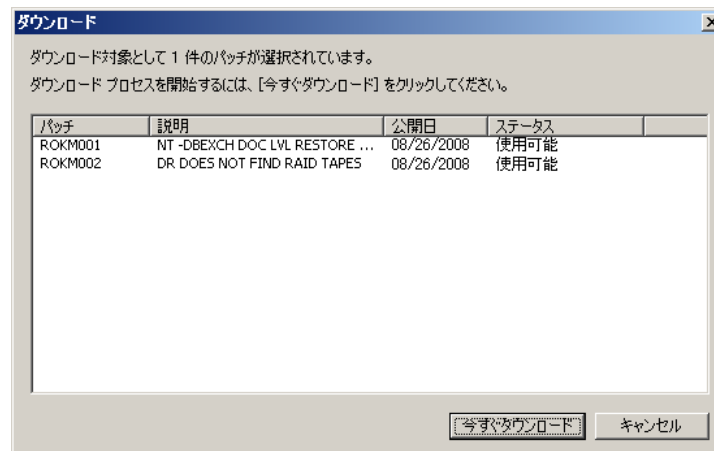 ダウンロード
ダウンロード対象として 1 件のパッチが選択されています。
ダウンロード プロセスを開始するには、[今すぐダウンロード] をクリックしてください。
パッチ 説明 公開日 ステータス
ROKM001 NT -DBEXCH DOC LVL RESTORE ... 08/26/2008 使用可能
ROKM002 DR DOES NOT FIND RAID TAPES 08/26/2008 使用可能
今すぐダウンロード キャンセル